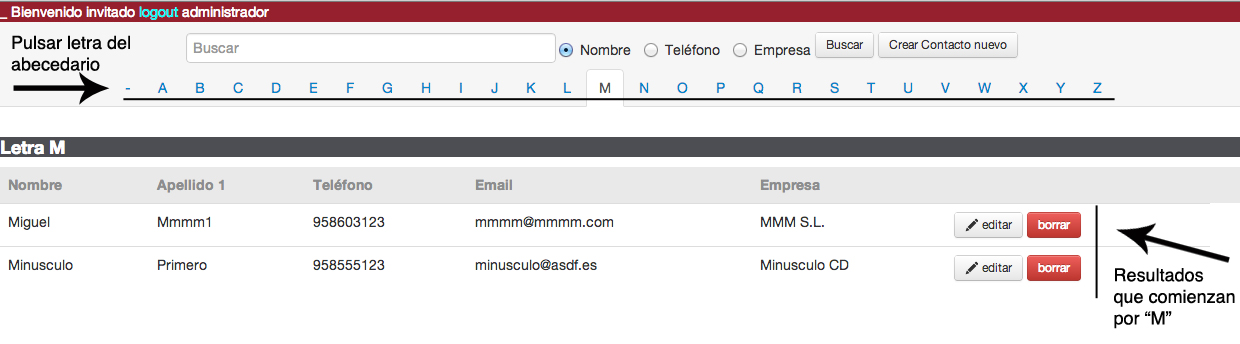 _ Bienvenido invitado logout administrador
Pulsar letra del
abecedario
Buscar
Nombre Teléfono Empresa Buscar Crear Contacto nuevo
- A B C D E F G H I J K L M N O P Q R S T U V W X Y Z
Letra M
Nombre Apellido 1 Teléfono Email Empresa
Miguel Mmmm1 958603123 mmmm@mmmm.com MMM S.L. editar borrar
Minusculo Primero 958555123 minusculo@asdf.es Minusculo CD editar borrar
Resultados
que comienzan
por “M”